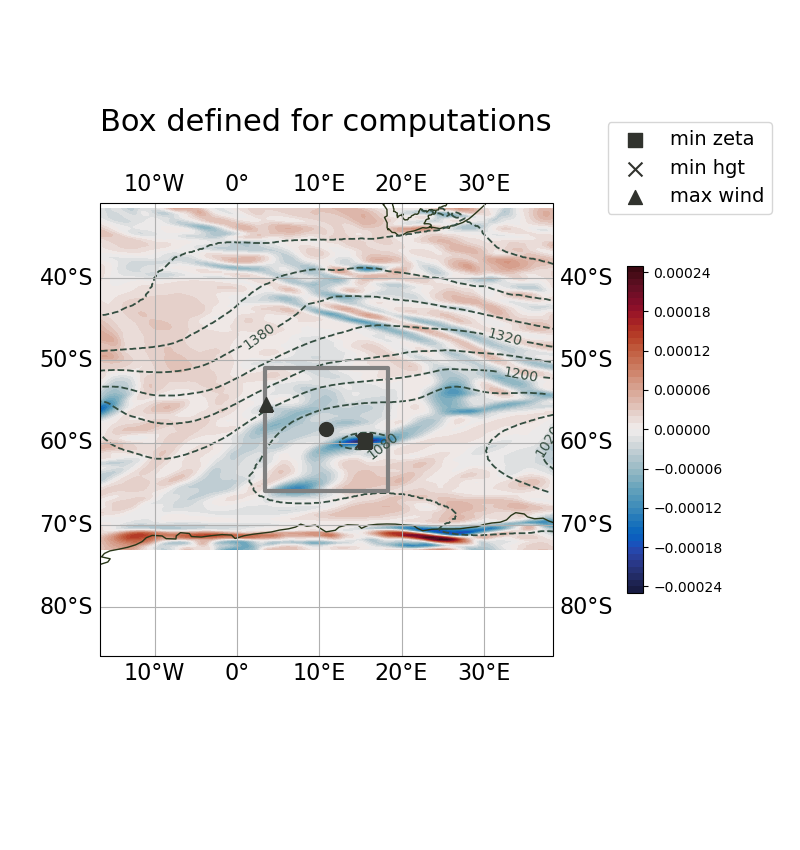 Box defined for computations
min zeta
min hgt
max wind
10°W 0° 10°E 20°E 30°E
40°S 40°S
50°S 50°S
60°S 60°S
70°S 70°S
80°S 80°S
10°W 0° 10°E 20°E 30°E
1380
1320
1200
1080
1020
0.00024
0.00018
0.00012
0.00006
0.00000
−0.00006
−0.00012
−0.00018
−0.00024